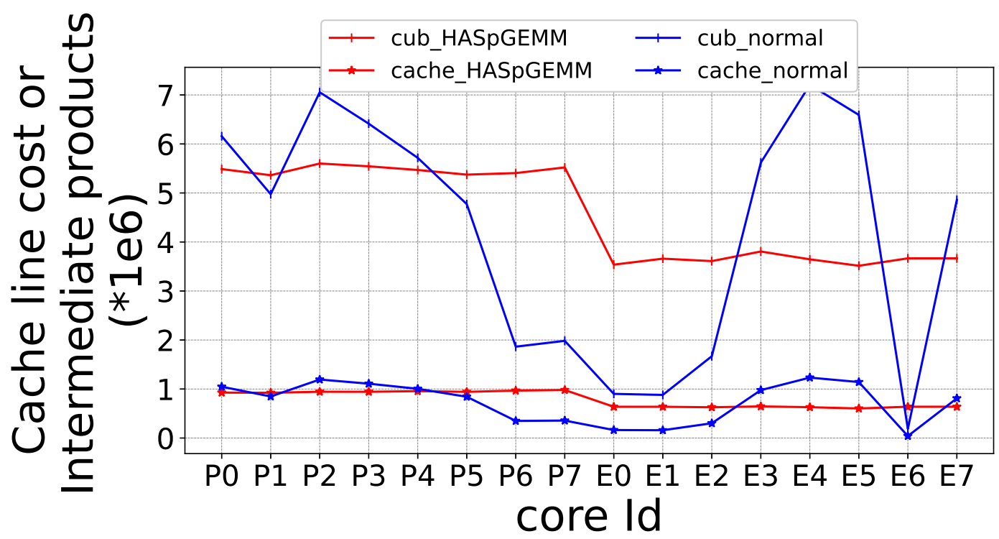 cub_HASpGEMM
cache_HASpGEMM
cub_normal
cache_normal
Cache line cost or
Intermediate products
(*1e6)
7
6
5
4
3
2
1
0
P0 P1 P2 P3 P4 P5 P6 P7 E0 E1 E2 E3 E4 E5 E6 E7
core Id